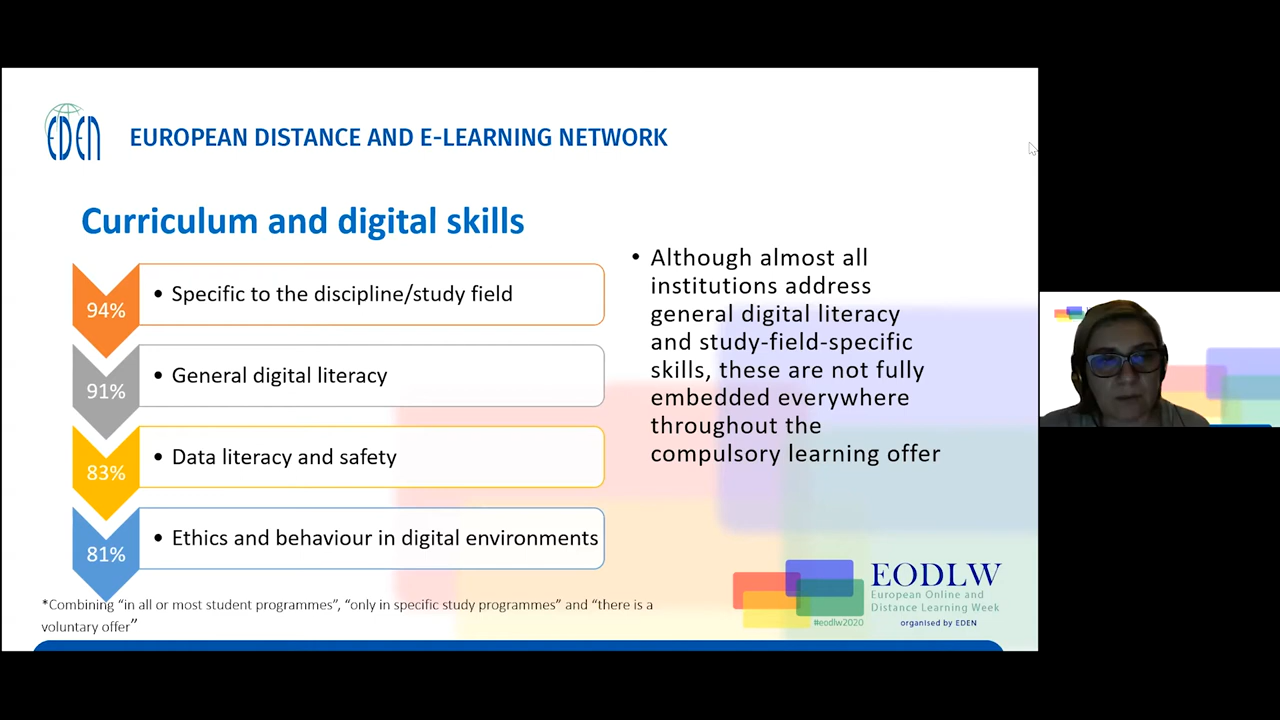 EDEN
EUROPEAN DISTANCE AND E-LEARNING NETWORK
Curriculum and digital skills
94%
• Specific to the discipline/study field
91%
• General digital literacy
83%
• Data literacy and safety
81%
• Ethics and behaviour in digital environments
*Combining “in all or most student programmes”, “only in specific study programmes” and “there is a
voluntary offer”
• Although almost all
institutions address
general digital literacy
and study-field-specific
skills, these are not fully
embedded everywhere
throughout the
compulsory learning offer
#eodlw2020
EODLW
European Online and
Distance Learning Week
organised by EDEN